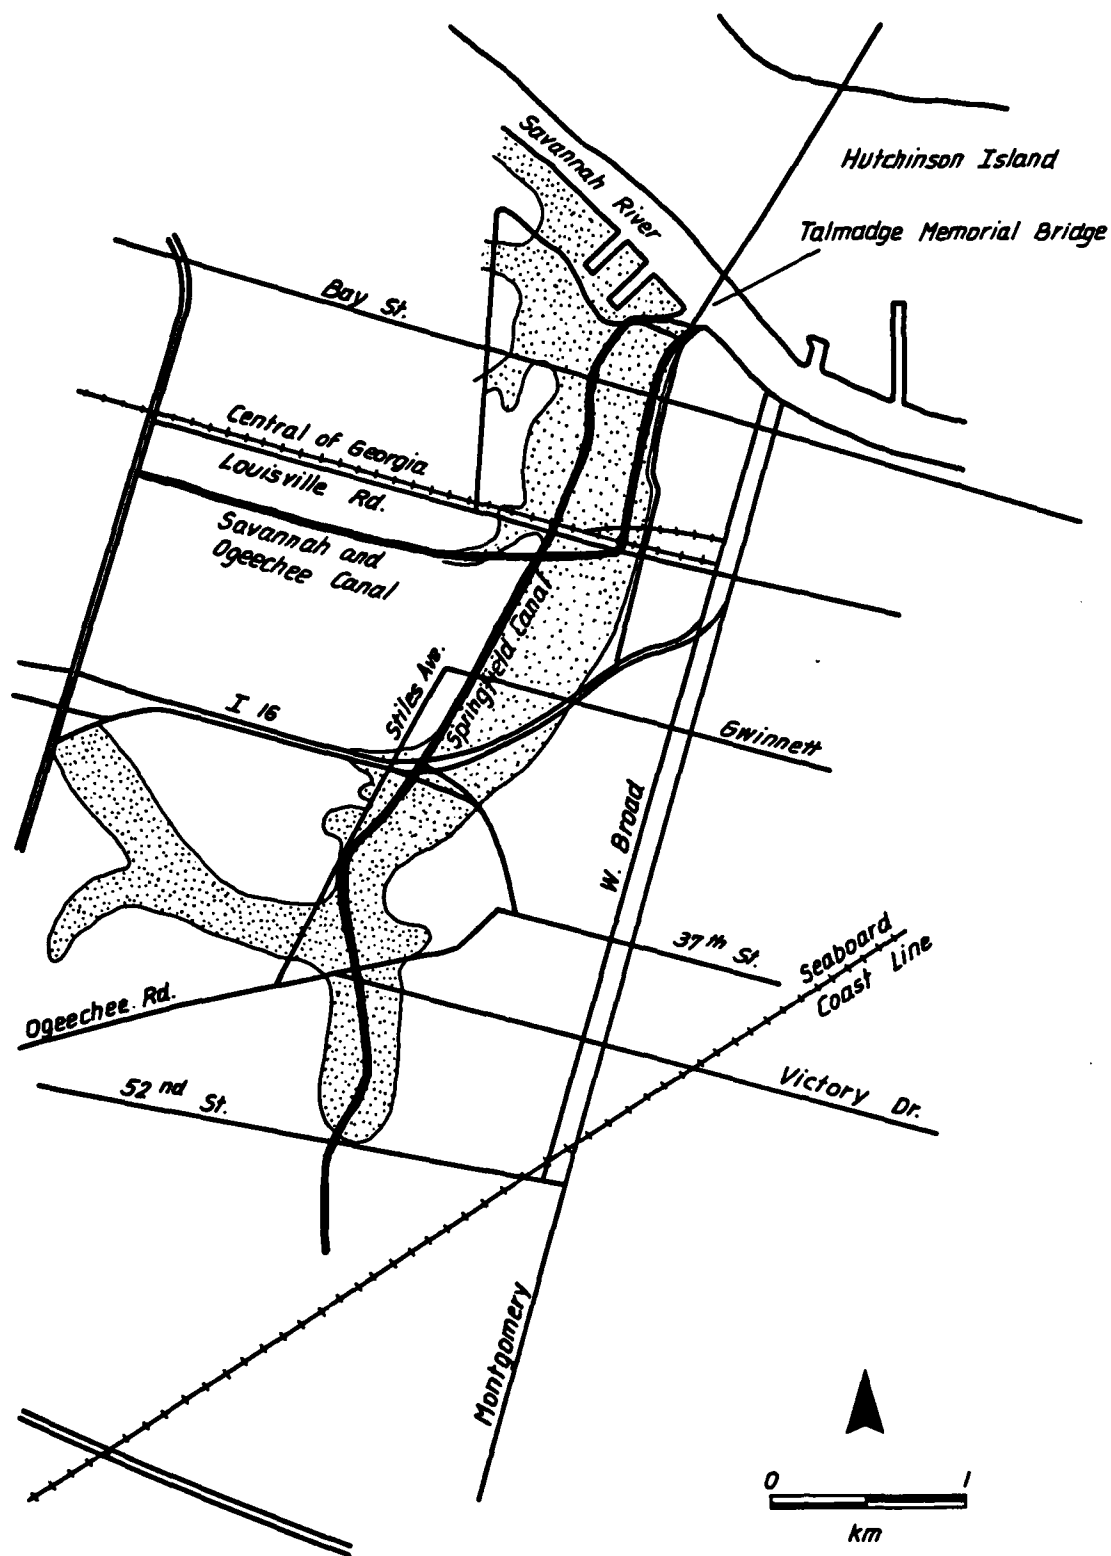 Savannah River
Hutchinson Island
Talmadge Memorial Bridge
Bay St.
Central of Georgia
Louisville Rd.
Savannah and
Ogeechee Canal
Springfield Canal
Stiles Ave.
I 16
Gwinnett
W. Broad
37th St.
Seaboard
Coast Line
Ogeechee Rd.
52nd St.
Victory Dr.
Montgomery
0 1
km